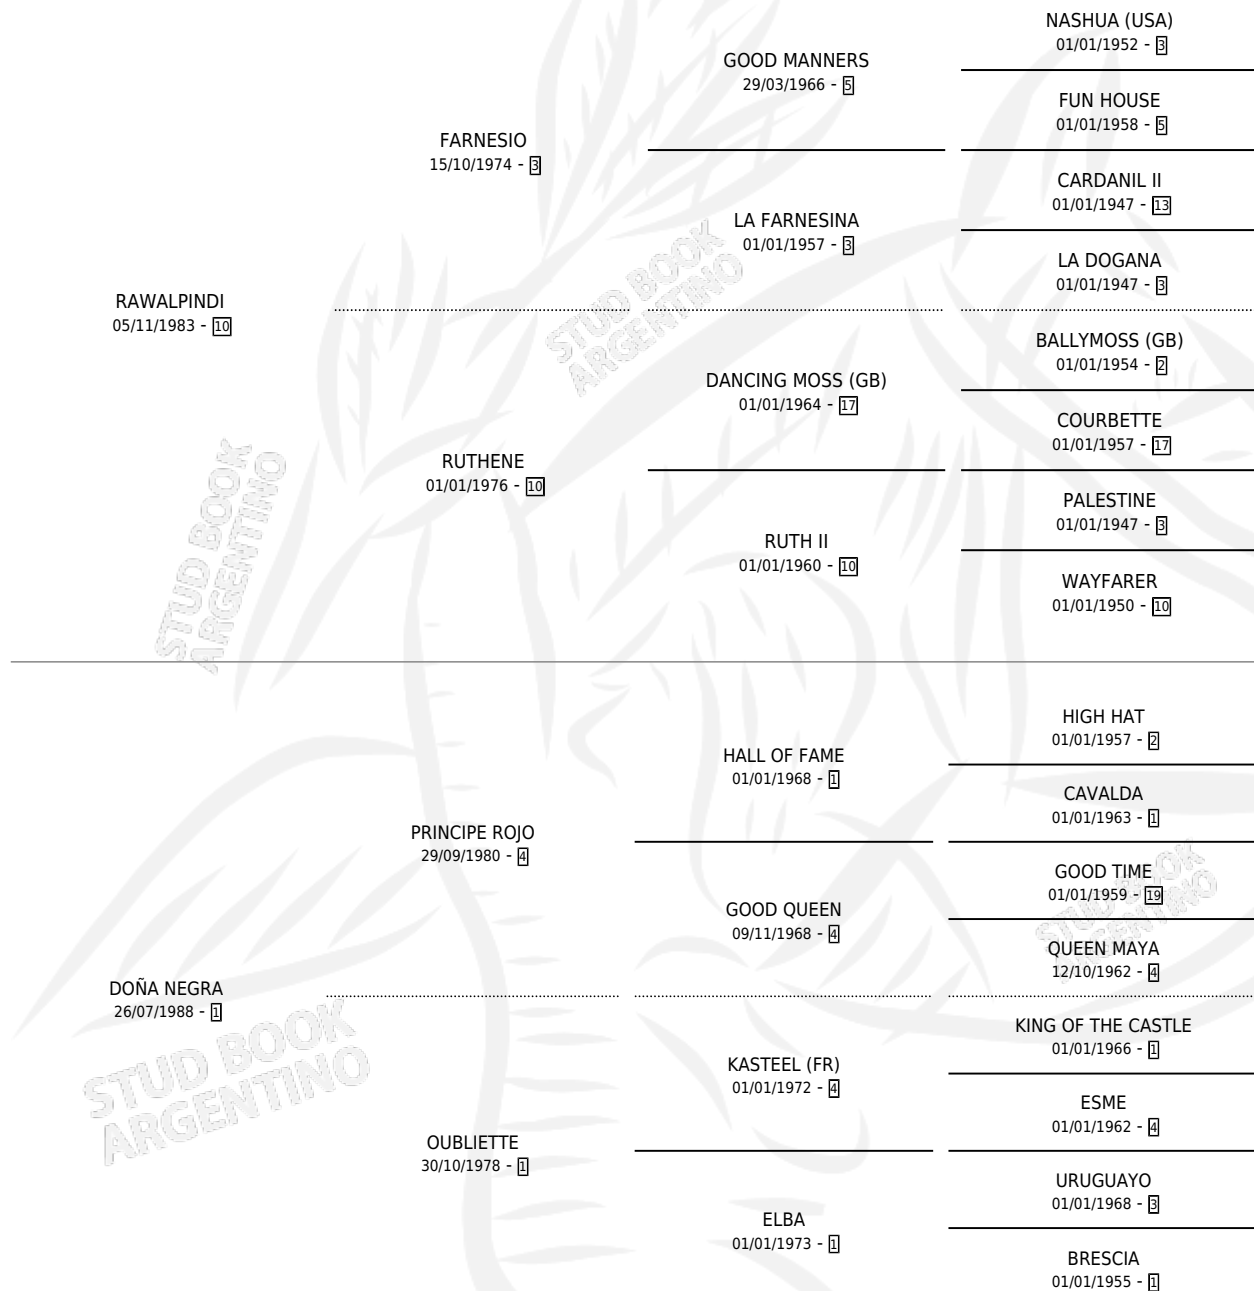 NASHUA (USA)
01/01/1952 - 3
GOOD MANNERS
29/03/1966 - 5
FUN HOUSE
01/01/1958 - 5
FARNESIO
15/10/1974 - 3
CARDANIL II
01/01/1947 - 13
LA FARNESINA
01/01/1957 - 3
LA DOGANA
01/01/1947 - 3
RAWALPINDI
05/11/1983 - 10
STUD BOOK
ARGENTINO
BALLYMOSS (GB)
01/01/1954 - 2
DANCING MOSS (GB)
01/01/1964 - 17
COURBETTE
01/01/1957 - 17
RUTHENE
01/01/1976 - 10
PALESTINE
01/01/1947 - 3
RUTH II
01/01/1960 - 10
WAYFARER
01/01/1950 - 10
STUD BOOK
ARGENTINO
HIGH HAT
01/01/1957 - 2
HALL OF FAME
01/01/1968 - 1
CAVALDA
01/01/1963 - 1
PRINCIPE ROJO
29/09/1980 - 4
GOOD TIME
01/01/1959 - 19
GOOD QUEEN
09/11/1968 - 4
STUD BOOK
ARGENTINO
QUEEN MAYA
12/10/1962 - 4
DOÑA NEGRA
26/07/1988 - 1
KING OF THE CASTLE
01/01/1966 - 1
KASTEEL (FR)
01/01/1972 - 4
STUD BOOK
ARGENTINO
ESME
01/01/1962 - 4
OUBLIETTE
30/10/1978 - 1
URUGUAYO
01/01/1968 - 3
ELBA
01/01/1973 - 1
BRESCIA
01/01/1955 - 1